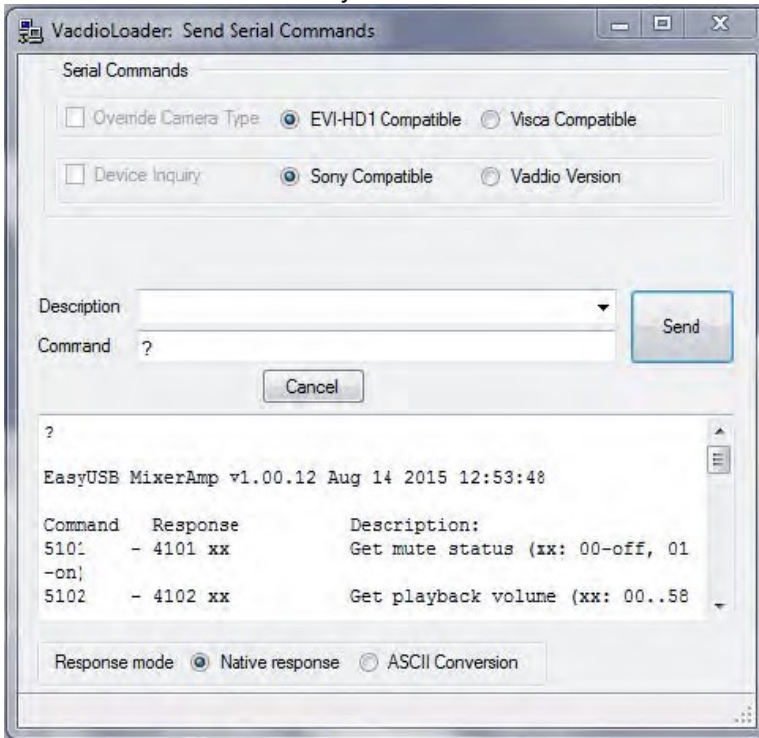 VacdioLoader: Send Serial Commands
Serial Commands
Override Camera Type EVI-HD1 Compatible Visca Compatible
Device Inquiry Sony Compatible Vaddio Version
Description
Command ?
Send
Cancel
?
EasyUSB MixerAmp v1.00.12 Aug 14 2015 12:53:48
Command Response Description:
5101 - 4101 xx Get mute status (xx: 00-off, 01
-on;
5102 - 4102 xx Get playback volume (xx: 00..58
Response mode Native response ASCII Conversion